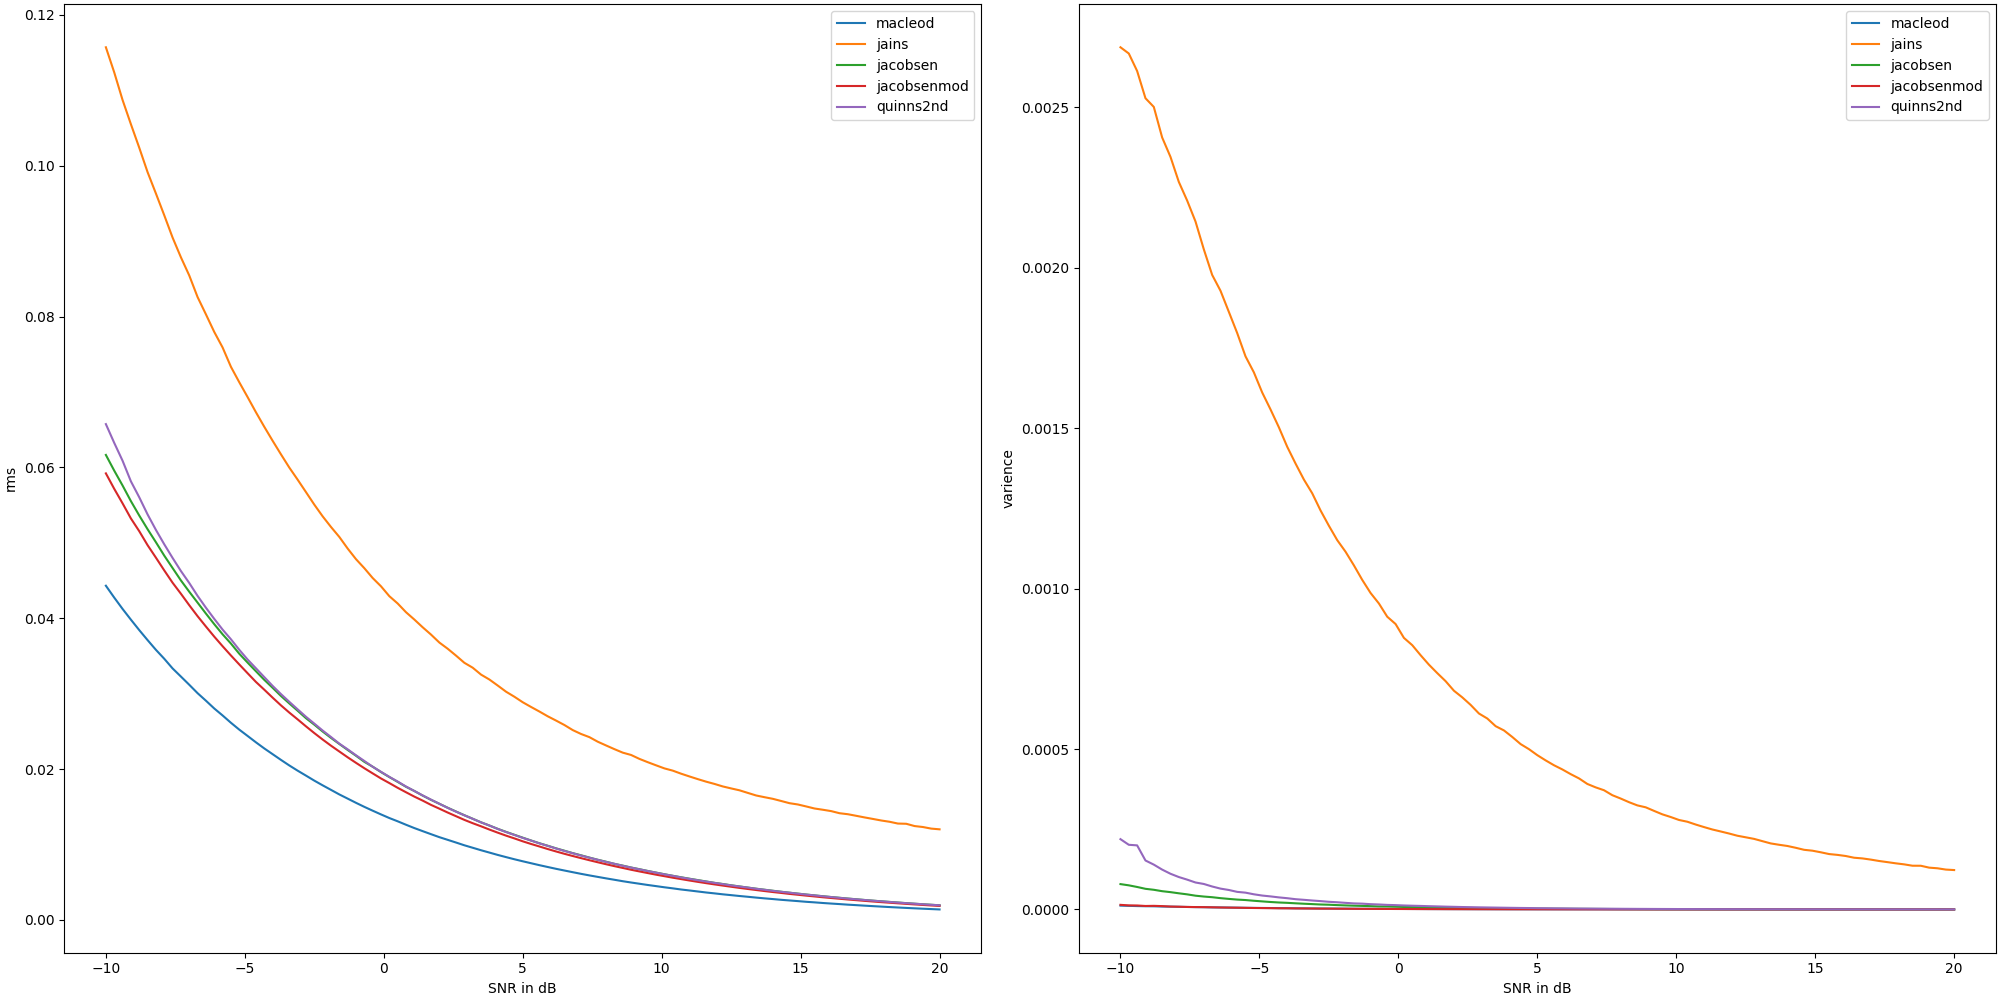 0.12
0.10
0.08
0.06
0.04
0.02
0.00
rms
−10
−5
0
5
10
15
20
SNR in dB
macleod
jains
jacobsen
jacobsenmod
quinns2nd
0.0025
0.0020
0.0015
0.0010
0.0005
0.0000
varience
−10
−5
0
5
10
15
20
SNR in dB
macleod
jains
jacobsen
jacobsenmod
quinns2nd